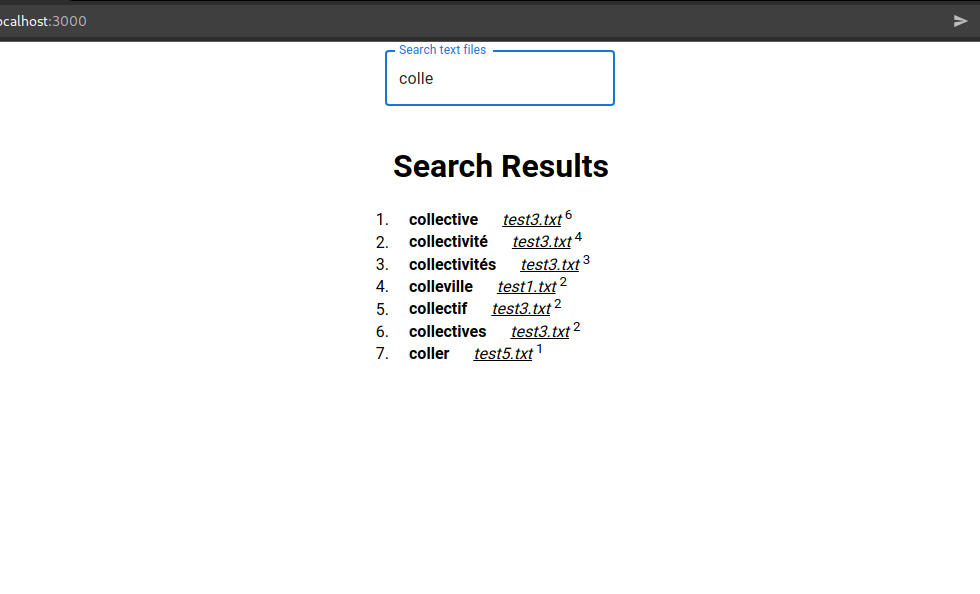 ocalhost:3000
Search text files
colle
Search Results
1. collective test3.txt 6
2. collectivité test3.txt 4
3. collectivités test3.txt 3
4. colleville test1.txt 2
5. collectif test3.txt 2
6. collectives test3.txt 2
7. coller test5.txt 1